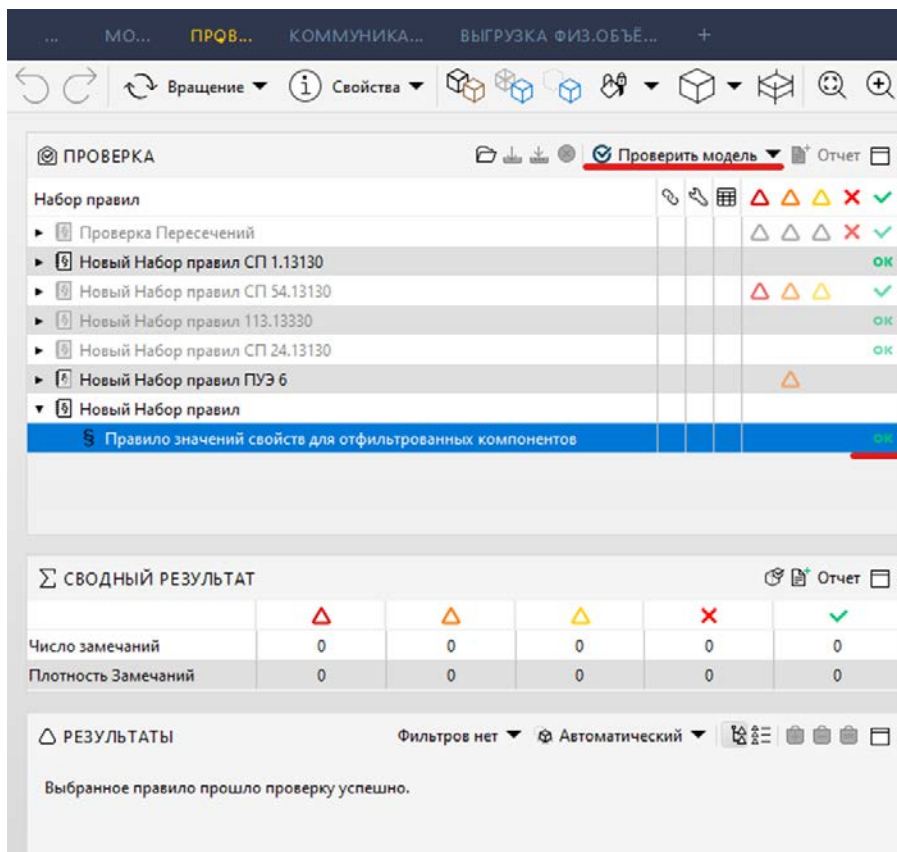 ... МО... ПРОВ... КОММУНИКА... ВЫГРУЗКА ФИЗ.ОБЪЁ... +
Вращение Свойства
ПРОВЕРКА Проверить модель Отчет
Набор правил
Проверка Пересечений
Новый Набор правил СП 1.13130 OK
Новый Набор правил СП 54.13130
Новый Набор правил 113.13330 OK
Новый Набор правил СП 24.13130 OK
Новый Набор правил ПУЭ 6
Новый Набор правил
§ Правило значений свойств для отфильтрованных компонентов OK
∑ СВОДНЫЙ РЕЗУЛЬТАТ Отчет
Число замечаний 0 0 0 0 0
Плотность Замечаний 0 0 0 0 0
РЕЗУЛЬТАТЫ Фильтров нет Автоматический
Выбранное правило прошло проверку успешно.